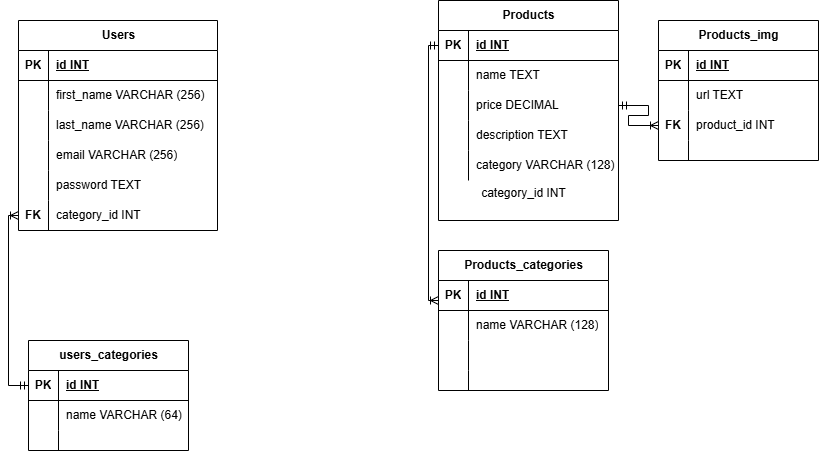 Users
PK id INT
first_name VARCHAR (256)
last_name VARCHAR (256)
email VARCHAR (256)
password TEXT
FK category_id INT
users_categories
PK id INT
name VARCHAR (64)
Products
PK id INT
name TEXT
price DECIMAL
description TEXT
category VARCHAR (128)
category_id INT
Products_img
PK id INT
url TEXT
FK product_id INT
Products_categories
PK id INT
name VARCHAR (128)